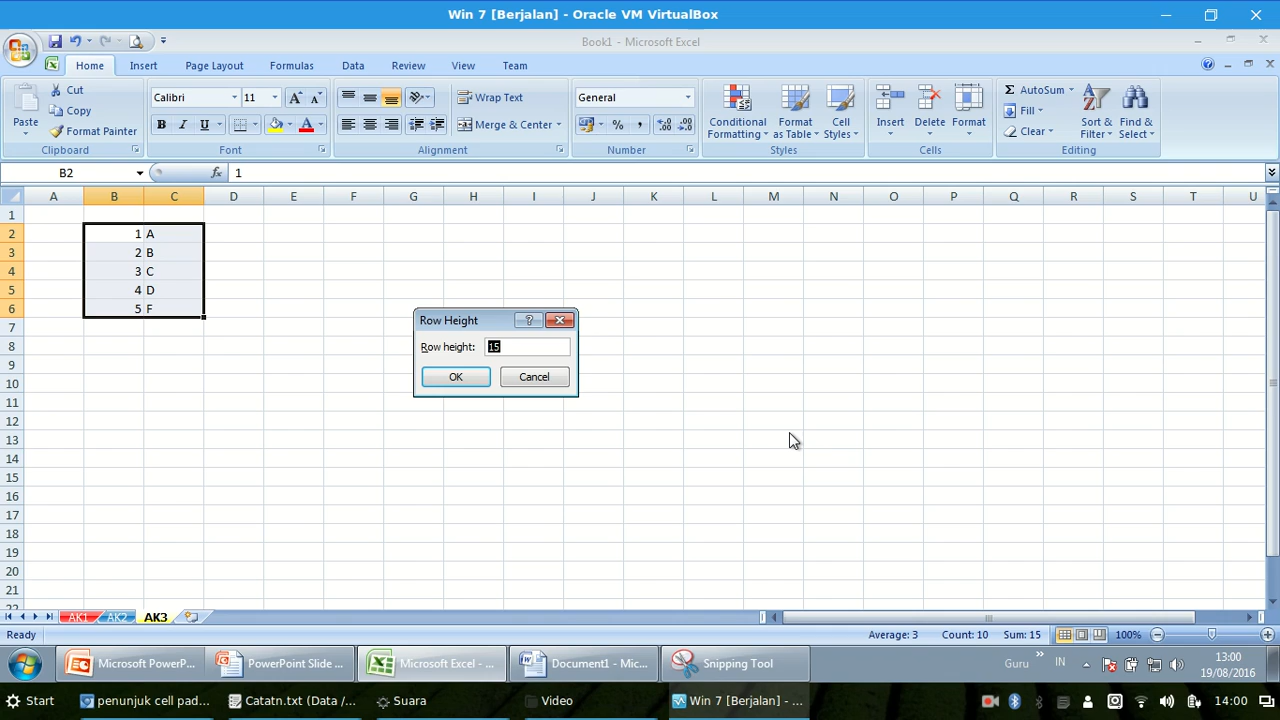 Win 7 [Berjalan] - Oracle VM VirtualBox
Book1 - Microsoft Excel
Home Insert Page Layout Formulas Data Review View Team
Paste
Cut
Copy
Format Painter
Clipboard
Calibri 11
Font
Wrap Text
Merge & Center
Alignment
General
Number
Conditional Formatting
Format as Table
Cell Styles
Styles
Insert Delete Format
Cells
AutoSum
Fill
Clear
Sort & Filter
Find & Select
Editing
B2 fx 1
A B C D E F G H I J K L M N O P Q R S T U
1
2 1 A
3 2 B
4 3 C
5 4 D
6 5 F
7
8
9
10
11
12
13
14
15
16
17
18
19
20
21
22
Row Height
Row height: 15
OK Cancel
AK1 AK2 AK3
Ready Average: 3 Count: 10 Sum: 15 100%
Microsoft PowerP... PowerPoint Slide ... Microsoft Excel - ... Document1 - Mic... Snipping Tool Guru » IN 13:00
19/08/2016
Start penunjuk cell pad... Catatn.txt (Data /... Suara Video Win 7 [Berjalan] - ... 14:00